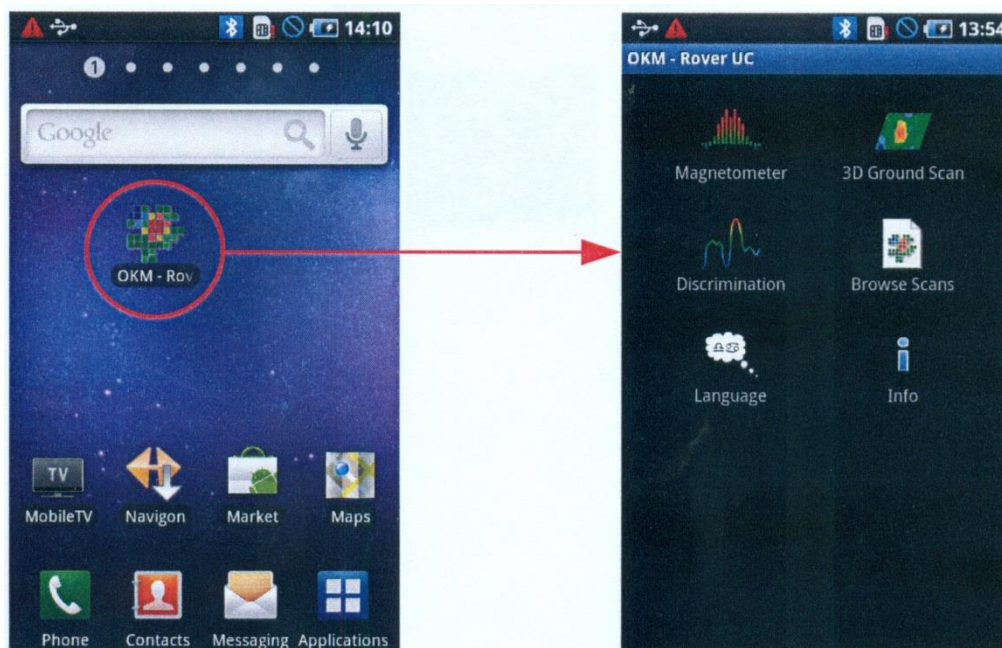 14:10
1
Google
OKM - Rov
TV
MobileTV Navigon Market Maps
Phone Contacts Messaging Applications
13:54
OKM - Rover UC
Magnetometer 3D Ground Scan
Discrimination Browse Scans
Language Info